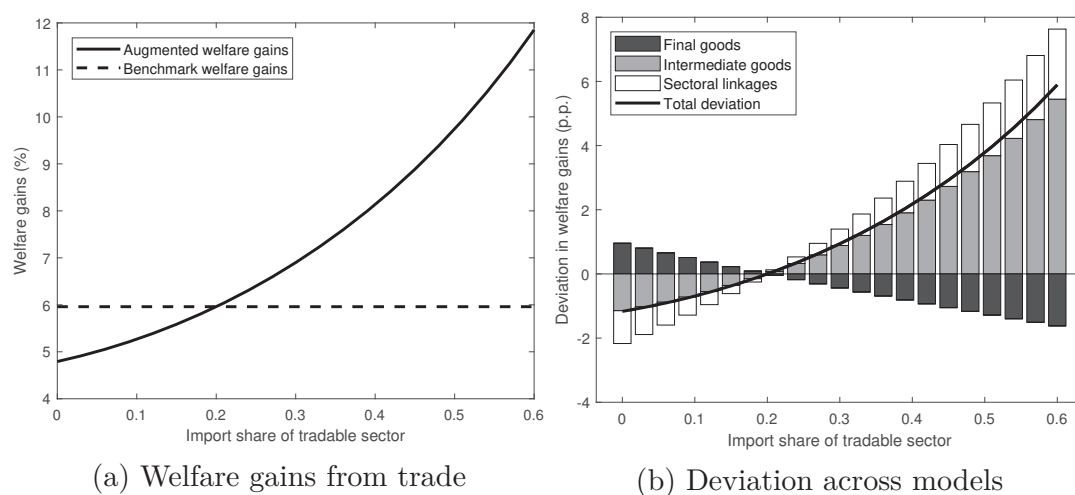 12
11
10
9
8
7
6
5
4
Welfare gains (%)
Augmented welfare gains
Benchmark welfare gains
0
0.1
0.2
0.3
0.4
0.5
0.6
Import share of tradable sector
(a) Welfare gains from trade
8
6
4
2
0
-2
-4
Deviation in welfare gains (p.p.)
Final goods
Intermediate goods
Sectoral linkages
Total deviation
0
0.1
0.2
0.3
0.4
0.5
0.6
Import share of tradable sector
(b) Deviation across models